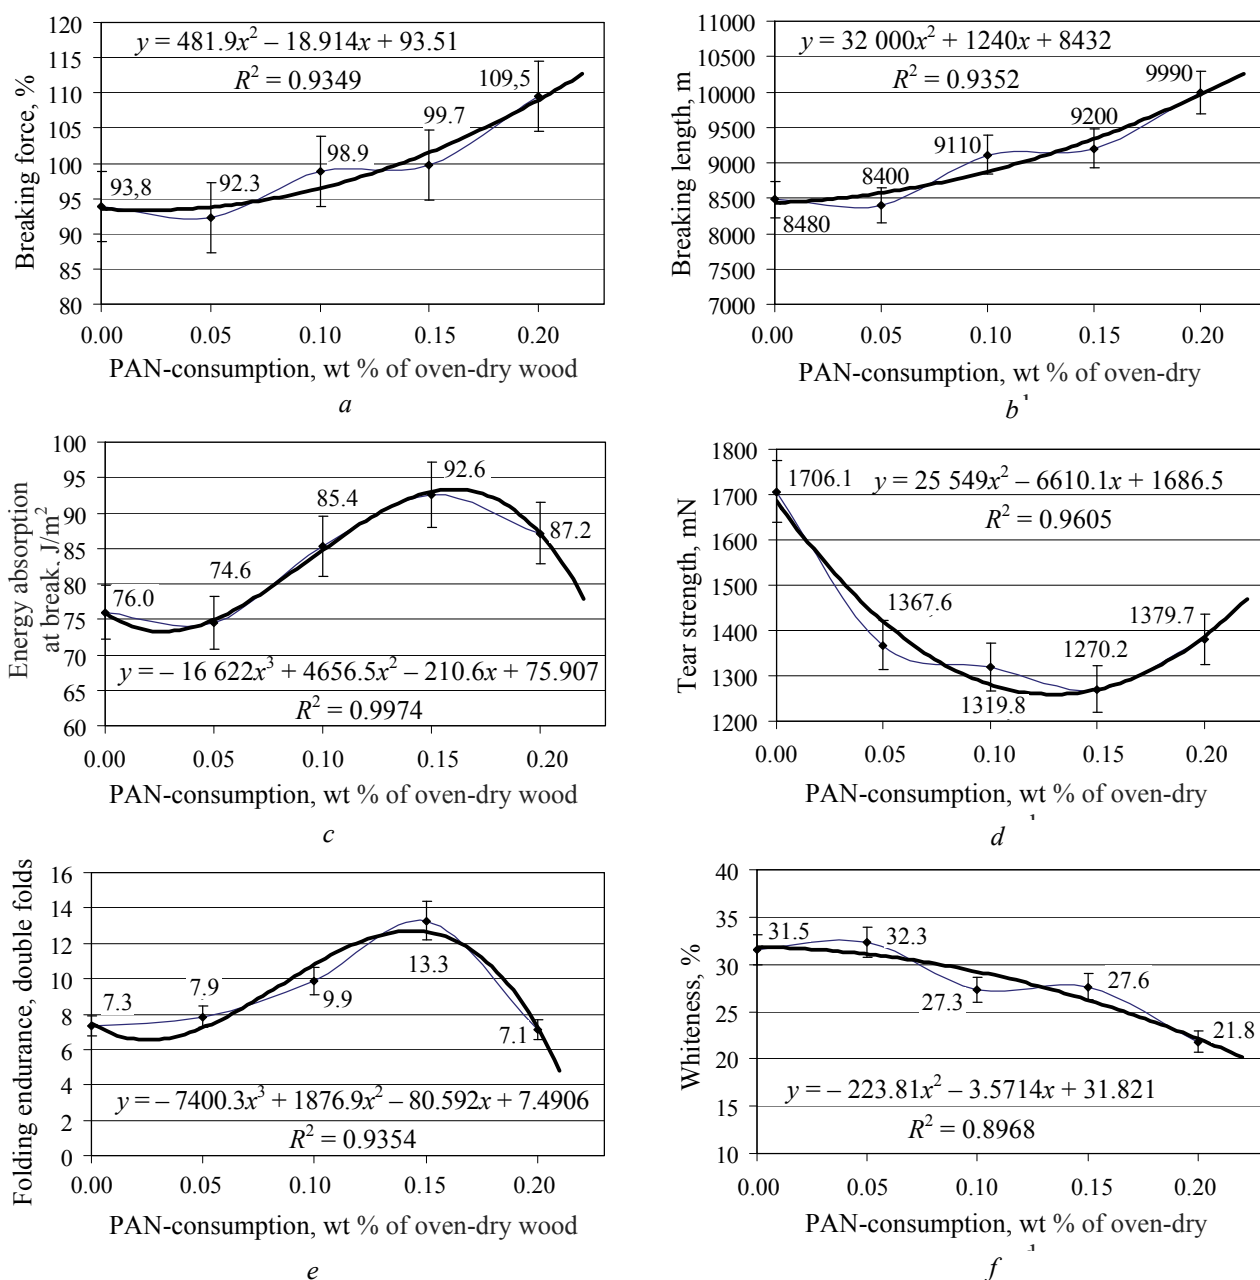 y = 481.9x² – 18.914x + 93.51
R² = 0.9349
Breaking force, %
120
115
110
105
100
95
90
85
80
93,8
92.3
98.9
99.7
109,5
0.00 0.05 0.10 0.15 0.20
PAN-consumption, wt % of oven-dry wood
a
y = 32 000x² + 1240x + 8432
R² = 0.9352
Breaking length, m
11000
10500
10000
9500
9000
8500
8000
7500
7000
8480
8400
9110
9200
9990
0.00 0.05 0.10 0.15 0.20
PAN-consumption, wt % of oven-dry
b
Energy absorption
at break, J/m²
100
95
90
85
80
75
70
65
60
76.0
74.6
85.4
92.6
87.2
y = – 16 622x³ + 4656.5x² – 210.6x + 75.907
R² = 0.9974
0.00 0.05 0.10 0.15 0.20
PAN-consumption, wt % of oven-dry wood
c
Tear strength, mN
1800
1700
1600
1500
1400
1300
1200
y = 25 549x² – 6610.1x + 1686.5
R² = 0.9605
1706.1
1367.6
1319.8
1270.2
1379.7
0.00 0.05 0.10 0.15 0.20
PAN-consumption, wt % of oven-dry
d
Folding endurance, double folds
16
14
12
10
8
6
4
2
0
7.3
7.9
9.9
13.3
7.1
y = – 7400.3x³ + 1876.9x² – 80.592x + 7.4906
R² = 0.9354
0.00 0.05 0.10 0.15 0.20
PAN-consumption, wt % of oven-dry wood
e
Whiteness, %
40
35
30
25
20
15
10
31.5
32.3
27.3
27.6
21.8
y = – 223.81x² – 3.5714x + 31.821
R² = 0.8968
0.00 0.05 0.10 0.15 0.20
PAN-consumption, wt % of oven-dry
f